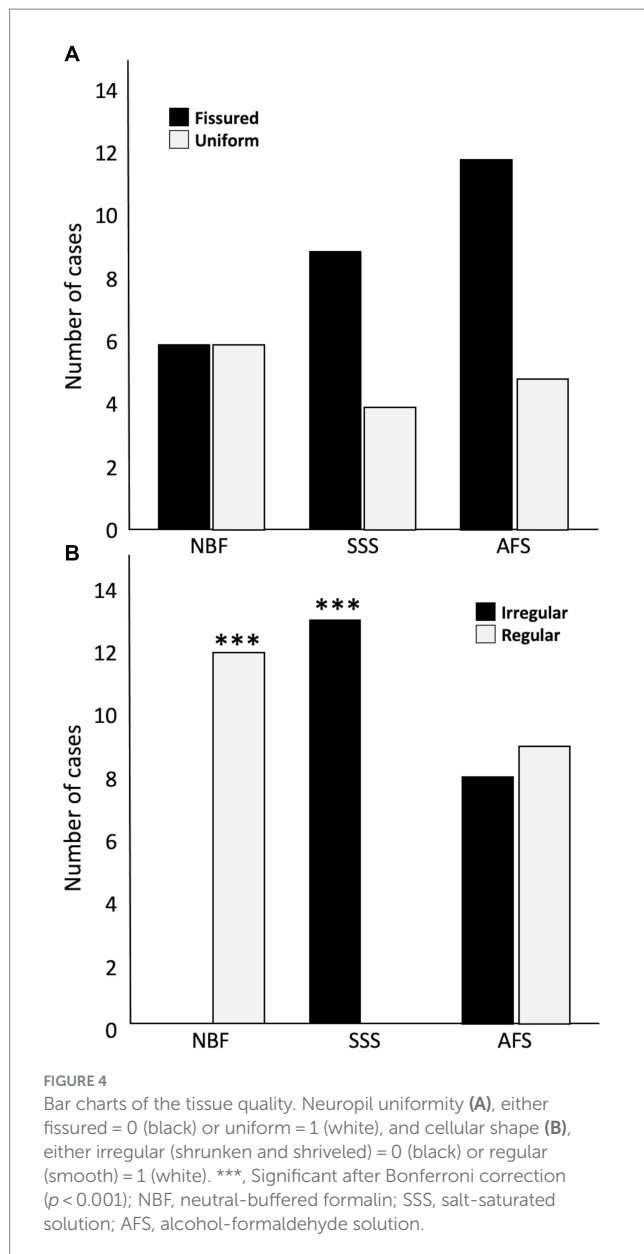 A
14
12
10
8
6
4
2
0
Number of cases
Fissured
Uniform
NBF SSS AFS
B
14
12
10
8
6
4
2
0
Number of cases
*** ***
Irregular
Regular
NBF SSS AFS
FIGURE 4
Bar charts of the tissue quality. Neuropil uniformity (A), either
fissured = 0 (black) or uniform = 1 (white), and cellular shape (B),
either irregular (shrunken and shriveled) = 0 (black) or regular
(smooth) = 1 (white). ***, Significant after Bonferroni correction
(p < 0.001); NBF, neutral-buffered formalin; SSS, salt-saturated
solution; AFS, alcohol-formaldehyde solution.